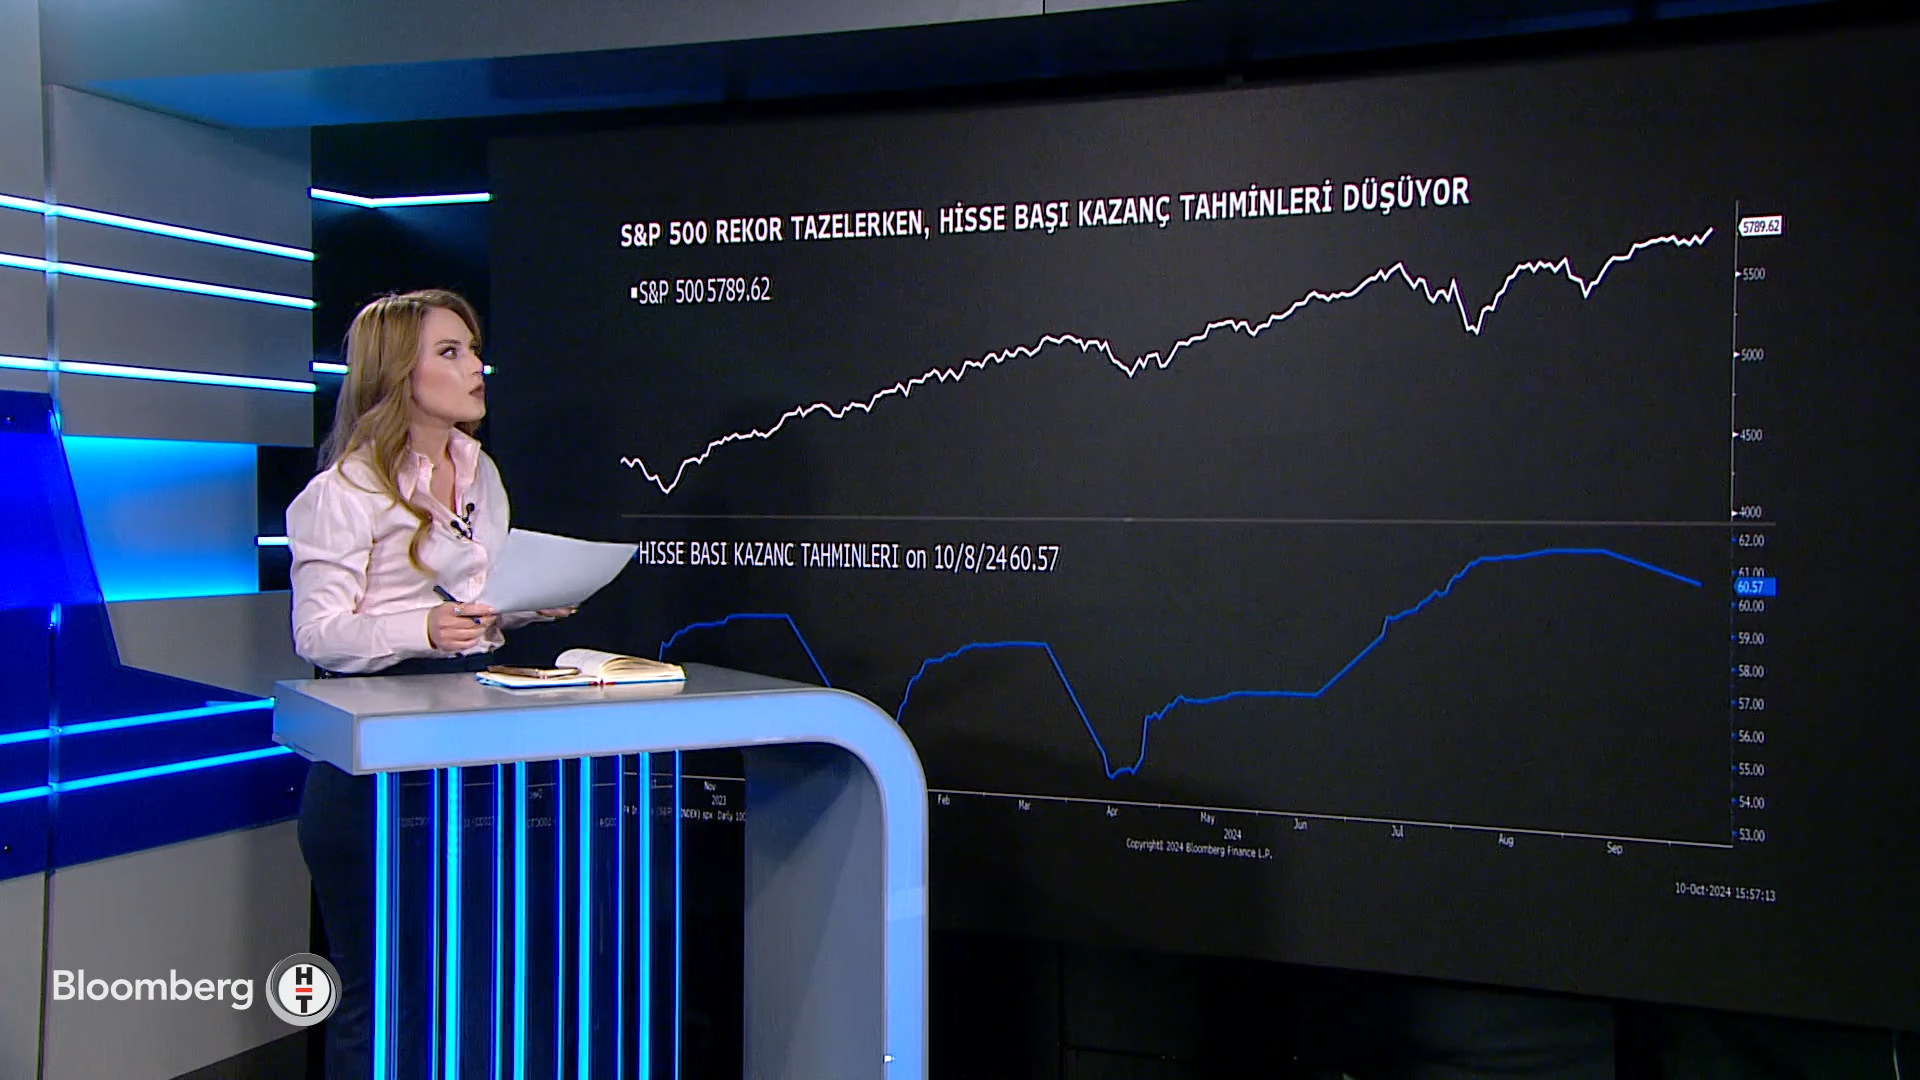 S&P 500 REKOR TAZELERKEN, HİSSE BAŞI KAZANÇ TAHMİNLERİ DÜŞÜYOR
S&P 500 5789.62
5789.62
5500
5000
4500
4000
HISSE BASI KAZANC TAHMINLERI on 10/8/24 60.57
62.00
61.00
60.57
60.00
59.00
58.00
57.00
56.00
55.00
54.00
53.00
Nov
Feb
Mar
Apr
May
Jun
Jul
Aug
Sep
2023
2024
Copyright© 2024 Bloomberg Finance L.P.
10-Oct-2024 15:57:13
Bloomberg HT